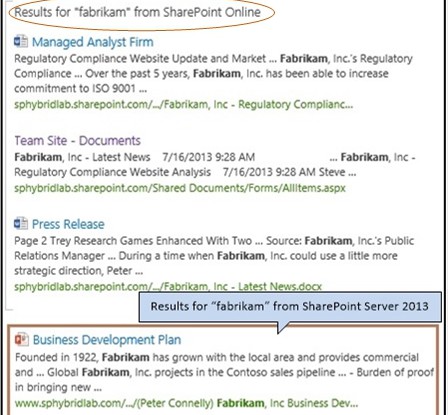 Results for "fabrikam" from SharePoint Online
Managed Analyst Firm
Regulatory Compliance Website Update and Market ... Fabrikam, Inc.'s Regulatory
Compliance ... Over the past 5 years, Fabrikam, Inc. has been able to increase
commitment to ISO 9001 ...
sphybridlab.sharepoint.com/.../Fabrikam, Inc - Regulatory Complianc...
Team Site - Documents
Fabrikam, Inc - Latest News 7/16/2013 9:28 AM ... Fabrikam, Inc -
Regulatory Compliance Website Analysis 7/16/2013 9:28 AM Steve ...
sphybridlab.sharepoint.com/Shared Documents/Forms/AllItems.aspx
Press Release
Page 2 Trey Research Games Enhanced With Two ... Source: Fabrikam, Inc.'s Public
Relations Manager ... During a time when Fabrikam, Inc. could use a little more
strategic direction, Peter ...
sphybridlab.sharepoint.com/.../Fabrikam, Inc - Latest News.docx
Results for “fabrikam” from SharePoint Server 2013
Business Development Plan
Founded in 1922, Fabrikam has grown with the local area and provides commercial
and ... Global Fabrikam, Inc. projects in the Contoso sales pipeline ... - Burden of proof
in bringing new ...
www.sphybridlab.com/.../(Peter Connelly) Fabrikam, Inc Business Dev...